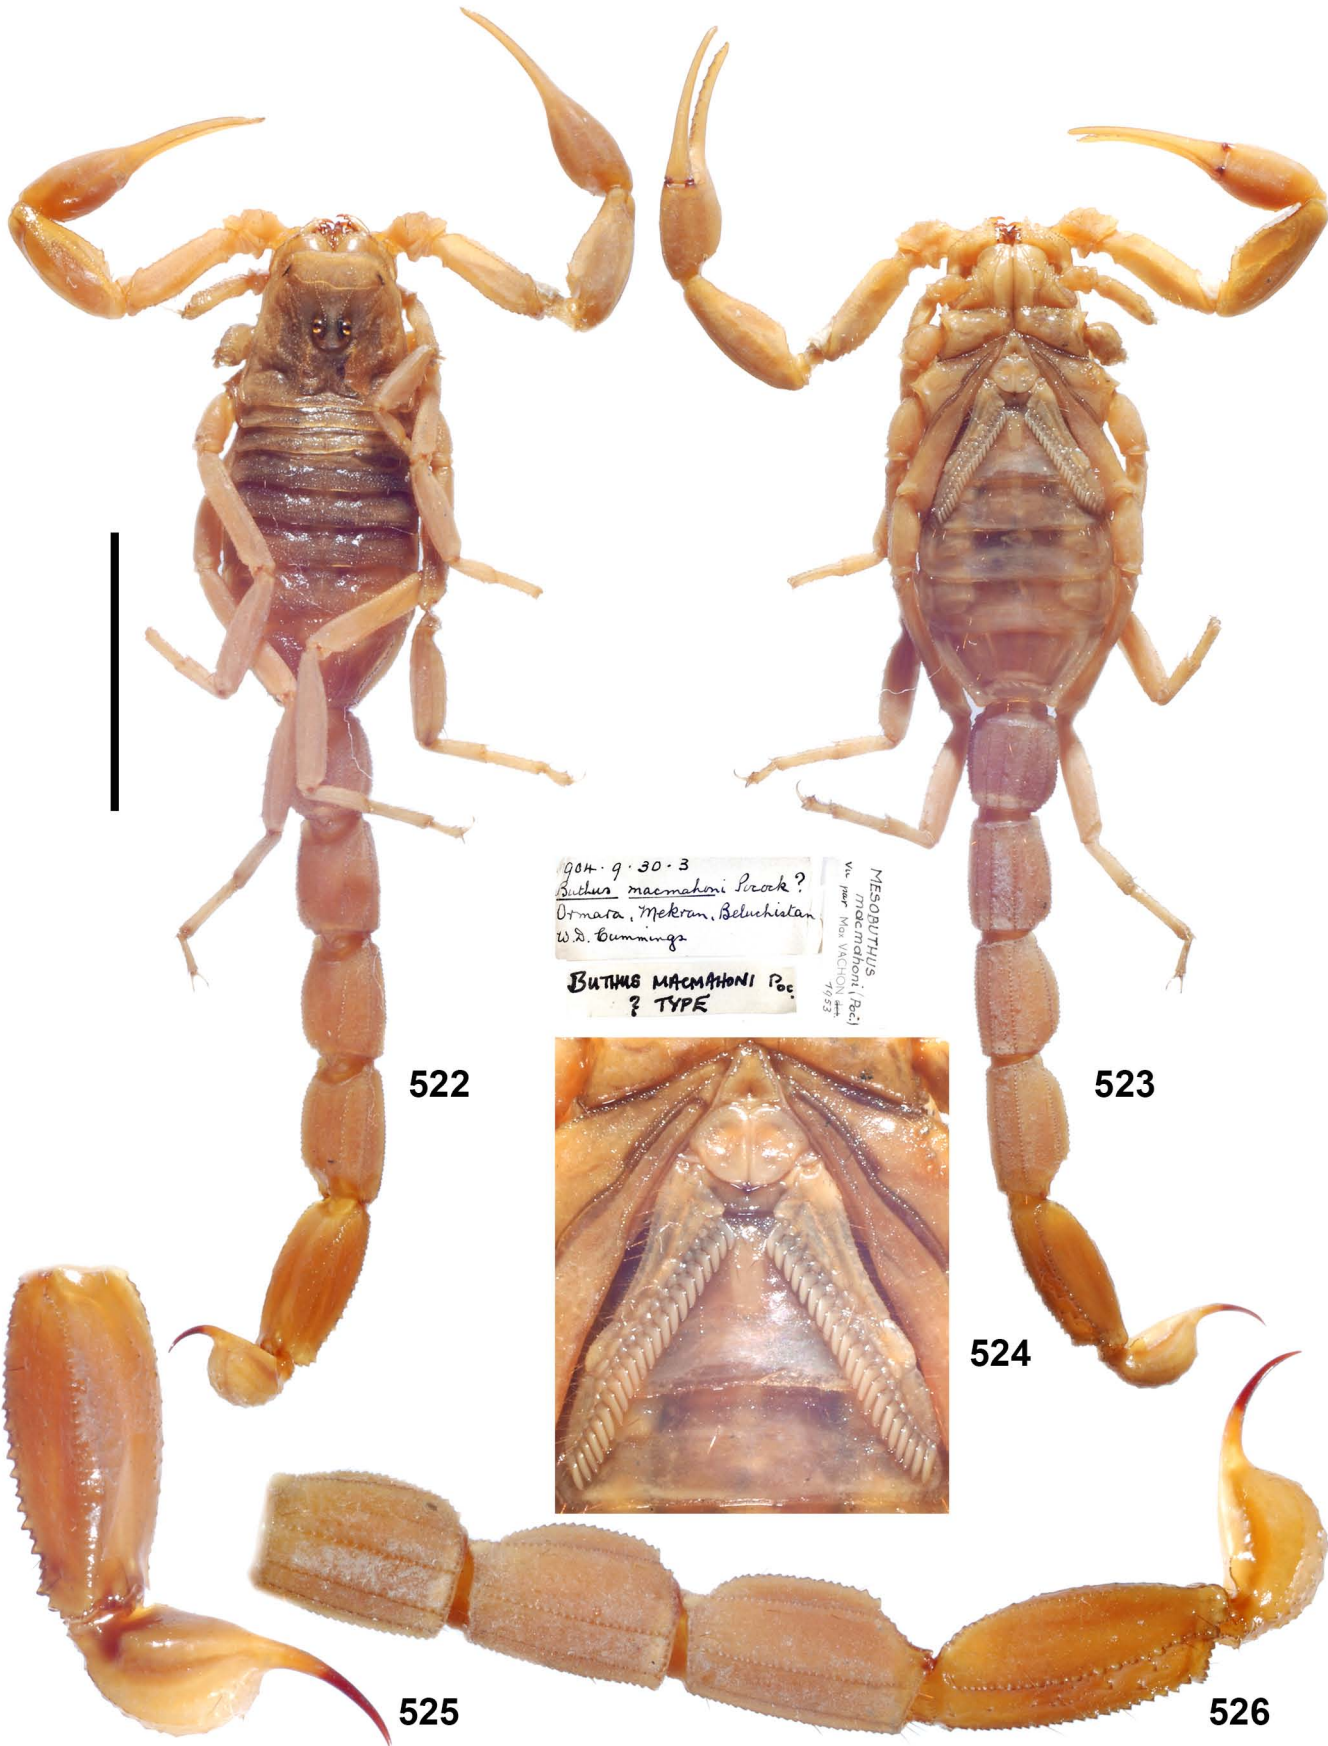 1904·9·30·3
Buthus macmahoni Pocock?
Ormara, Mekran, Beluchistan
W.D. Cummings
BUTHUS MACMAHONI Poc.
? TYPE
MESOBUTHUS
macmahoni (Poc.)
Vu par Max VACHON
1953
522
523
524
525
526